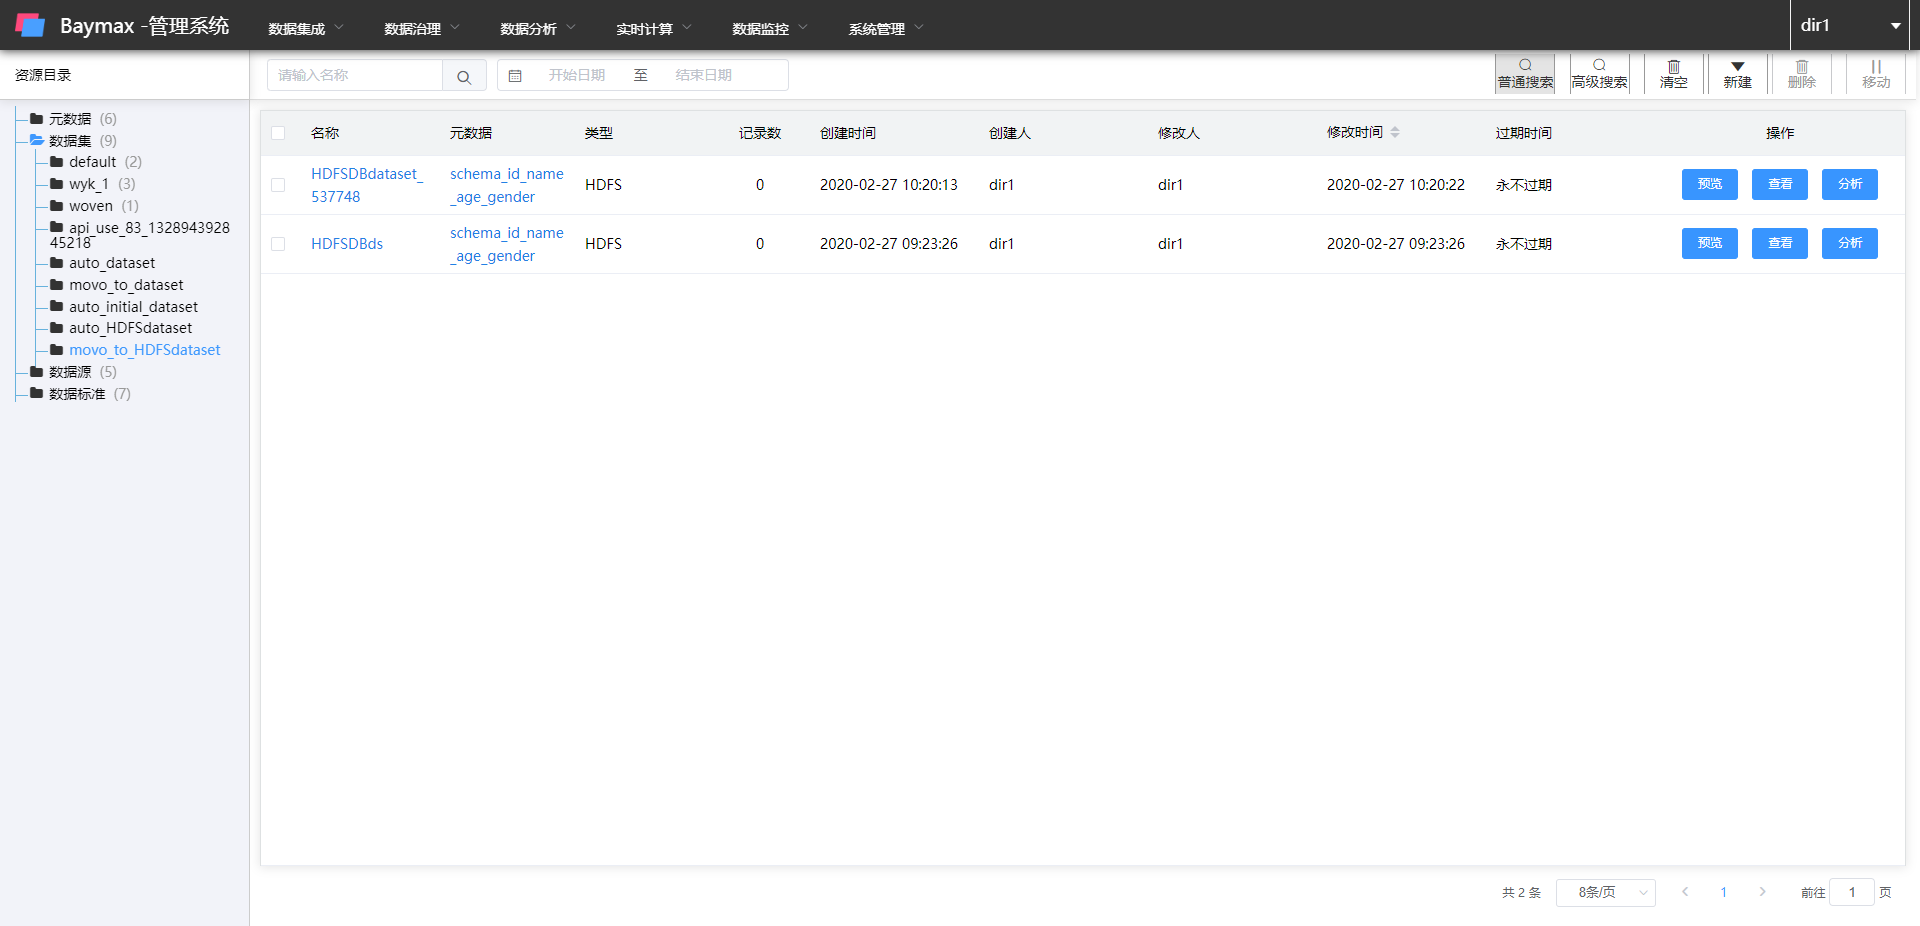 Baymax -管理系统
数据集成
数据治理
数据分析
实时计算
数据监控
系统管理
dir1
资源目录
请输入名称
开始日期 至 结束日期
普通搜索
高级搜索
清空
新建
删除
移动
元数据 (6)
数据集 (9)
default (2)
wyk_1 (3)
woven (1)
api_use_83_1328943928
45218
auto_dataset
movo_to_dataset
auto_initial_dataset
auto_HDFSdataset
movo_to_HDFSdataset
数据源 (5)
数据标准 (7)
名称 元数据 类型 记录数 创建时间 创建人 修改人 修改时间 过期时间 操作
HDFSDBdataset_ schema_id_name
537748 _age_gender
HDFS 0 2020-02-27 10:20:13 dir1 dir1 2020-02-27 10:20:22 永不过期 预览 查看 分析
HDFSDBds
schema_id_name
_age_gender
HDFS 0 2020-02-27 09:23:26 dir1 dir1 2020-02-27 09:23:26 永不过期 预览 查看 分析
共 2 条 8条/页 1 前往 1 页